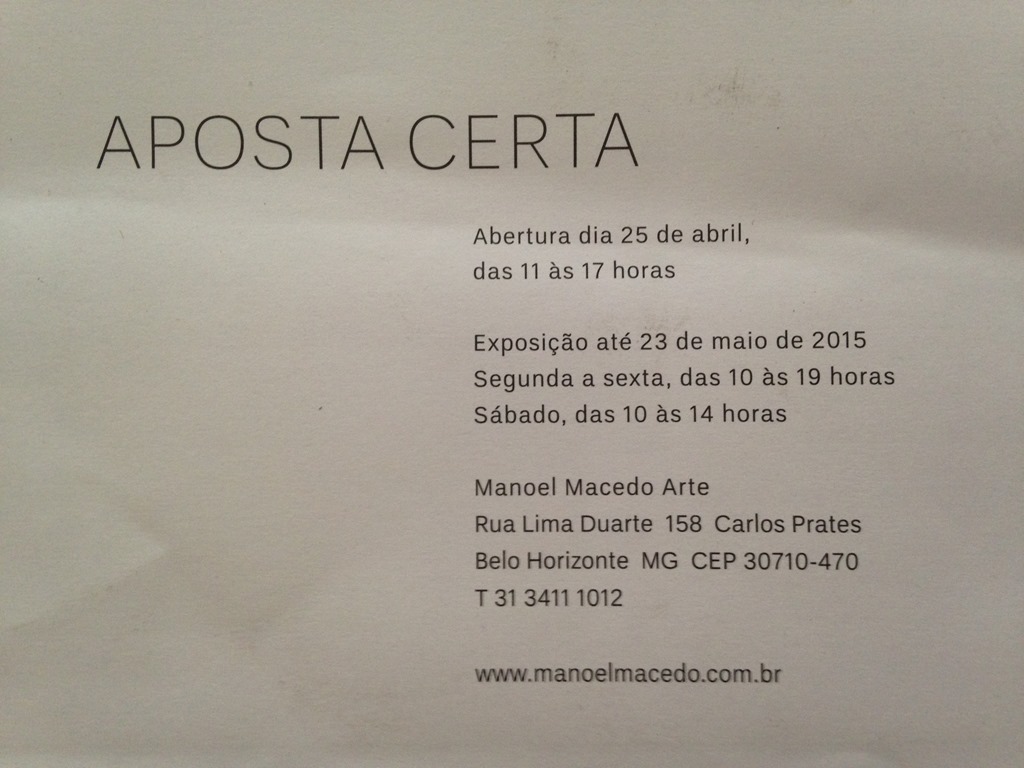 APOSTA CERTA
Abertura dia 25 de abril,
das 11 às 17 horas
Exposição até 23 de maio de 2015
Segunda a sexta, das 10 às 19 horas
Sábado, das 10 às 14 horas
Manoel Macedo Arte
Rua Lima Duarte 158 Carlos Prates
Belo Horizonte MG CEP 30710-470
T 31 3411 1012
www.manoelmacedo.com.br